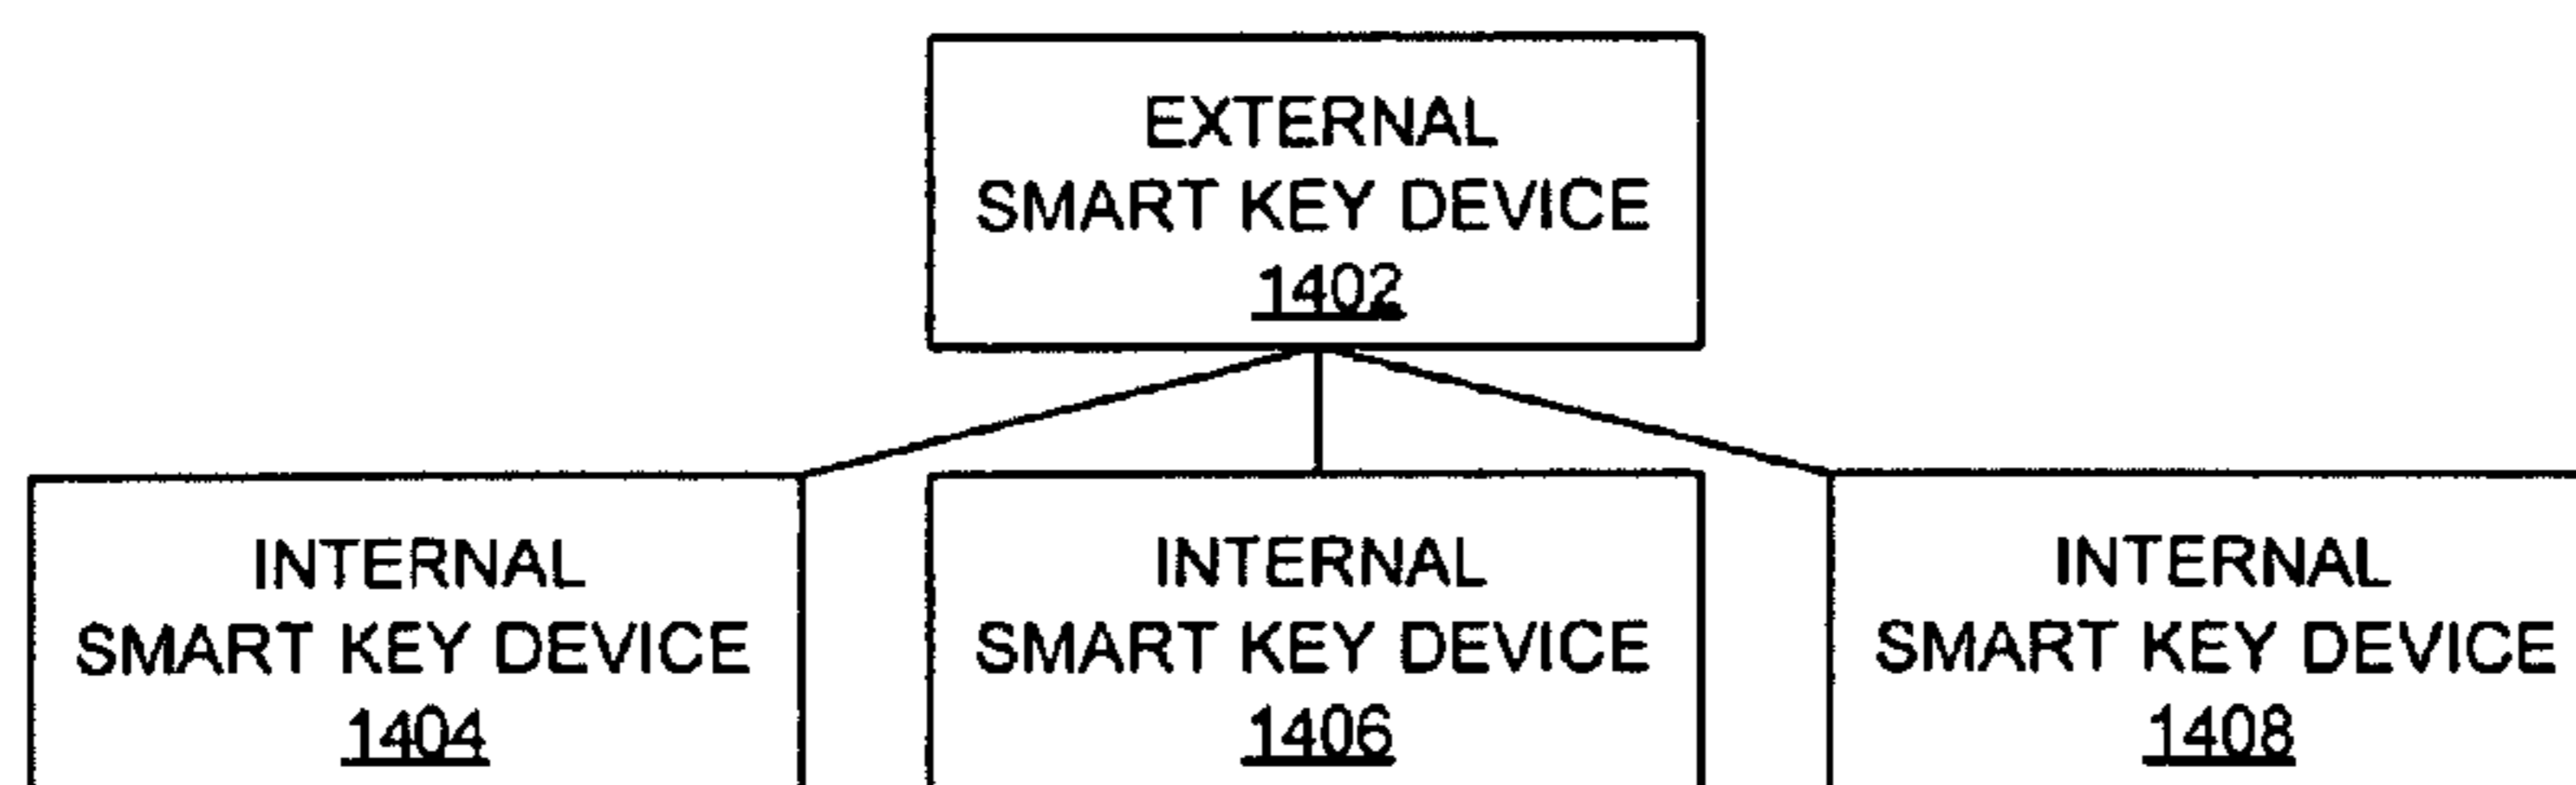 EXTERNAL
SMART KEY DEVICE
1402
INTERNAL
SMART KEY DEVICE
1404
INTERNAL
SMART KEY DEVICE
1406
INTERNAL
SMART KEY DEVICE
1408